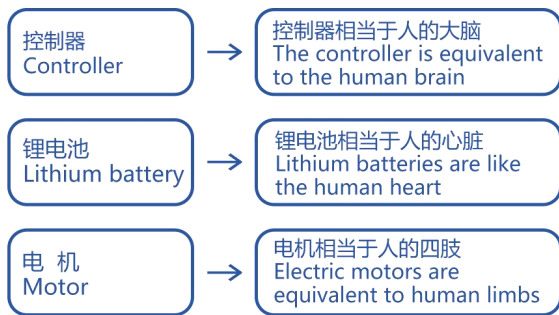 控制器
Controller
控制器相当于人的大脑
The controller is equivalent
to the human brain
锂电池
Lithium battery
锂电池相当于人的心脏
Lithium batteries are like
the human heart
电 机
Motor
电机相当于人的四肢
Electric motors are
equivalent to human limbs